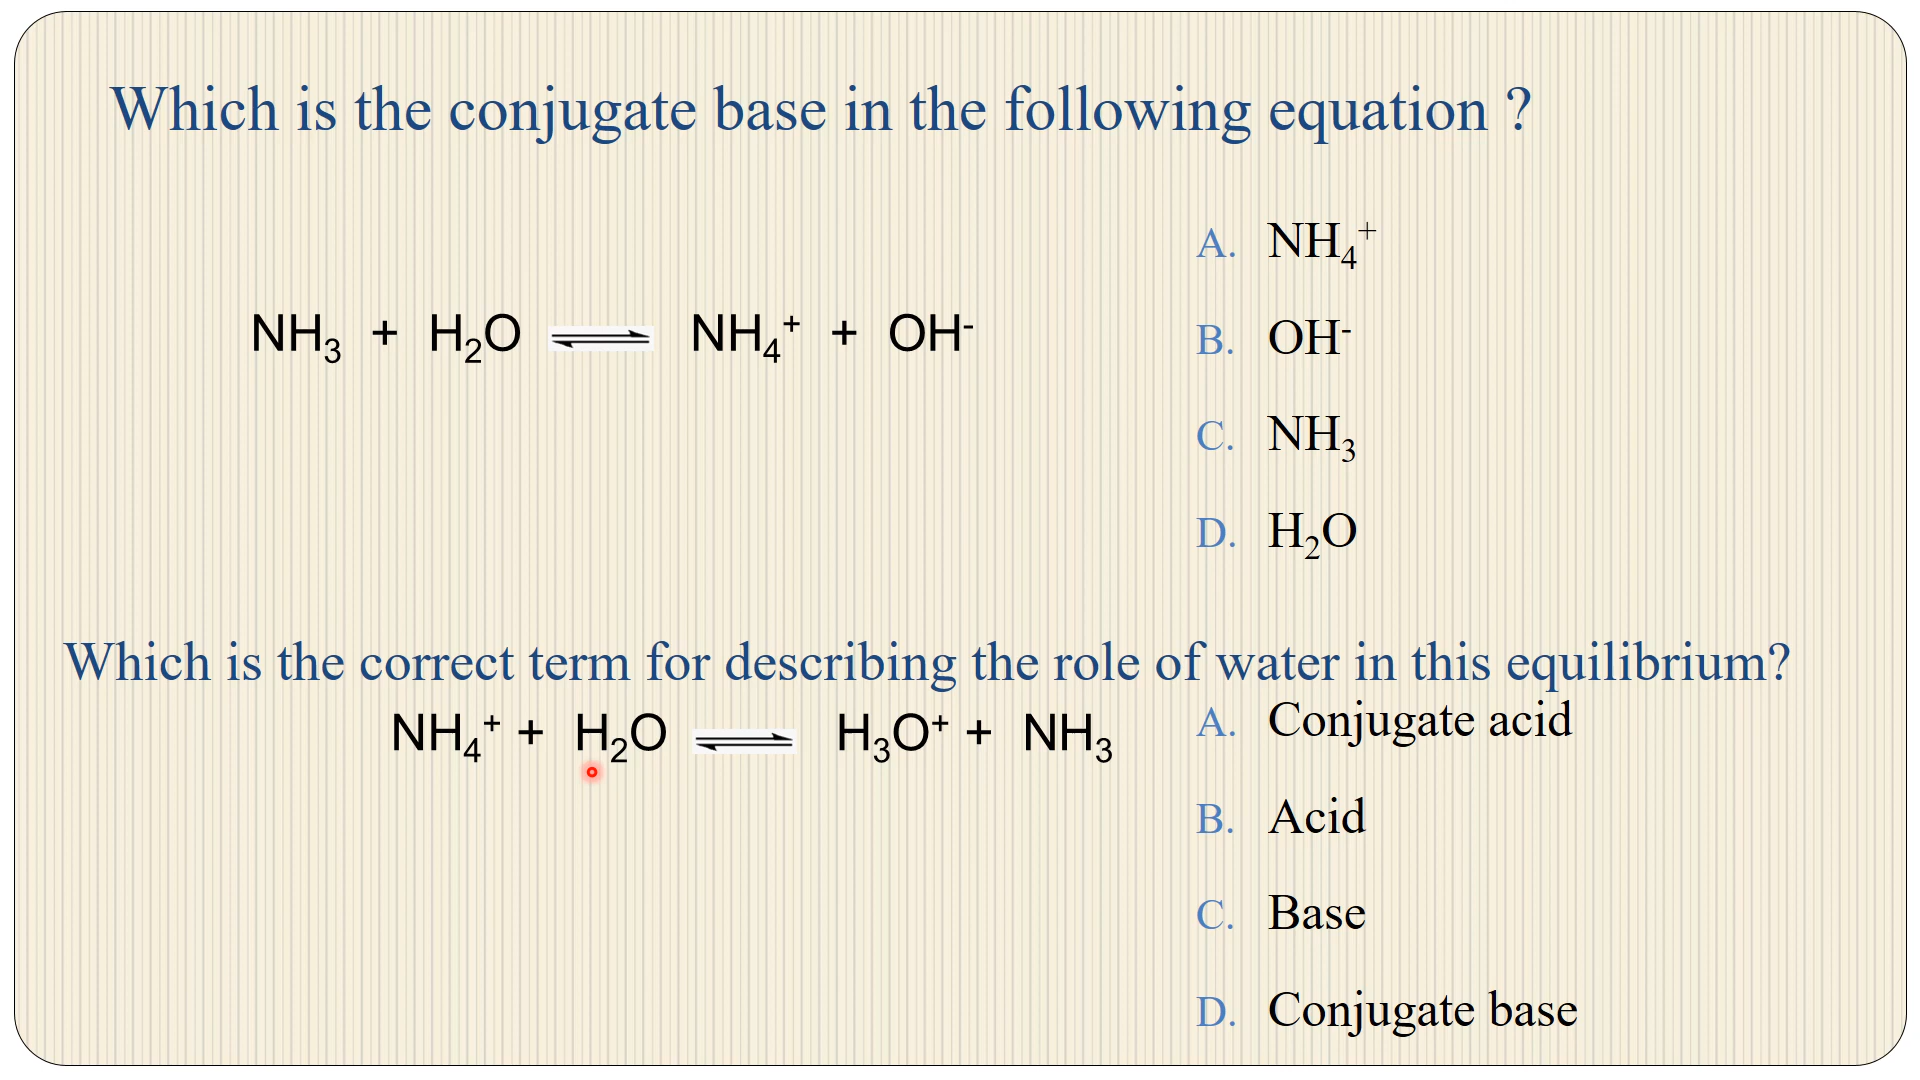 Which is the conjugate base in the following equation ?
NH₃ + H₂O ⇌ NH₄⁺ + OH⁻
A. NH₄⁺
B. OH⁻
C. NH₃
D. H₂O
Which is the correct term for describing the role of water in this equilibrium?
NH₄⁺ + H₂O ⇌ H₃O⁺ + NH₃
A. Conjugate acid
B. Acid
C. Base
D. Conjugate base